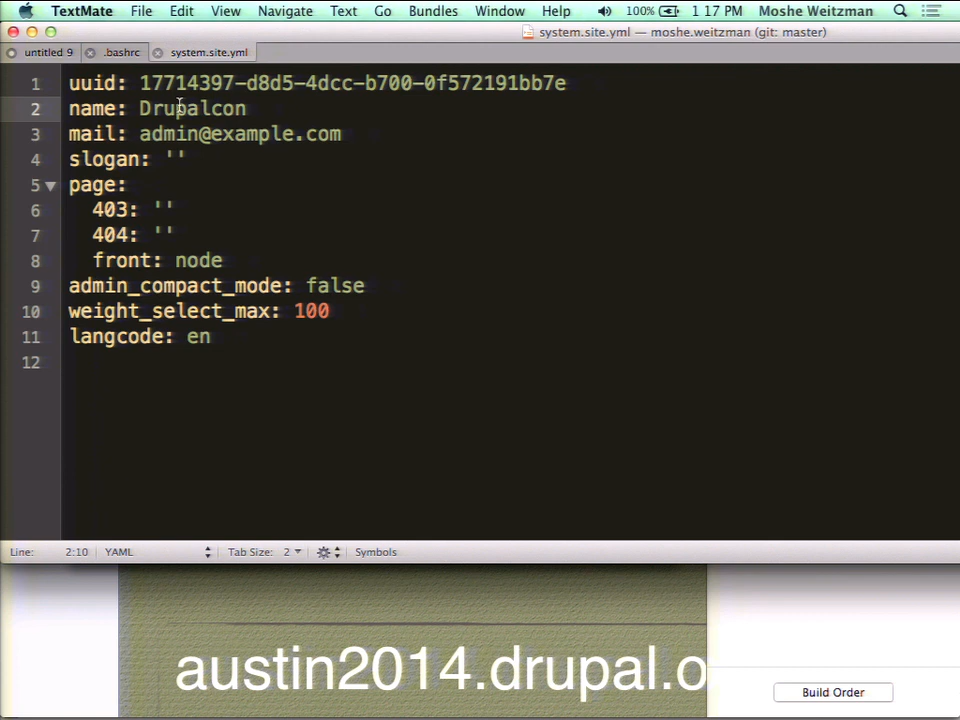 TextMate File Edit View Navigate Text Go Bundles Window Help 100% 1 17 PM Moshe Weitzman
system.site.yml — moshe.weitzman (git: master)
untitled 9 .bashrc system.site.yml
1 uuid: 17714397-d8d5-4dcc-b700-0f572191bb7e
2 name: Drupalcon
3 mail: admin@example.com
4 slogan: ''
5 page:
6 403: ''
7 404: ''
8 front: node
9 admin_compact_mode: false
10 weight_select_max: 100
11 langcode: en
12
Line: 2:10 YAML Tab Size: 2 Symbols
austin2014.drupal.o
Build Order